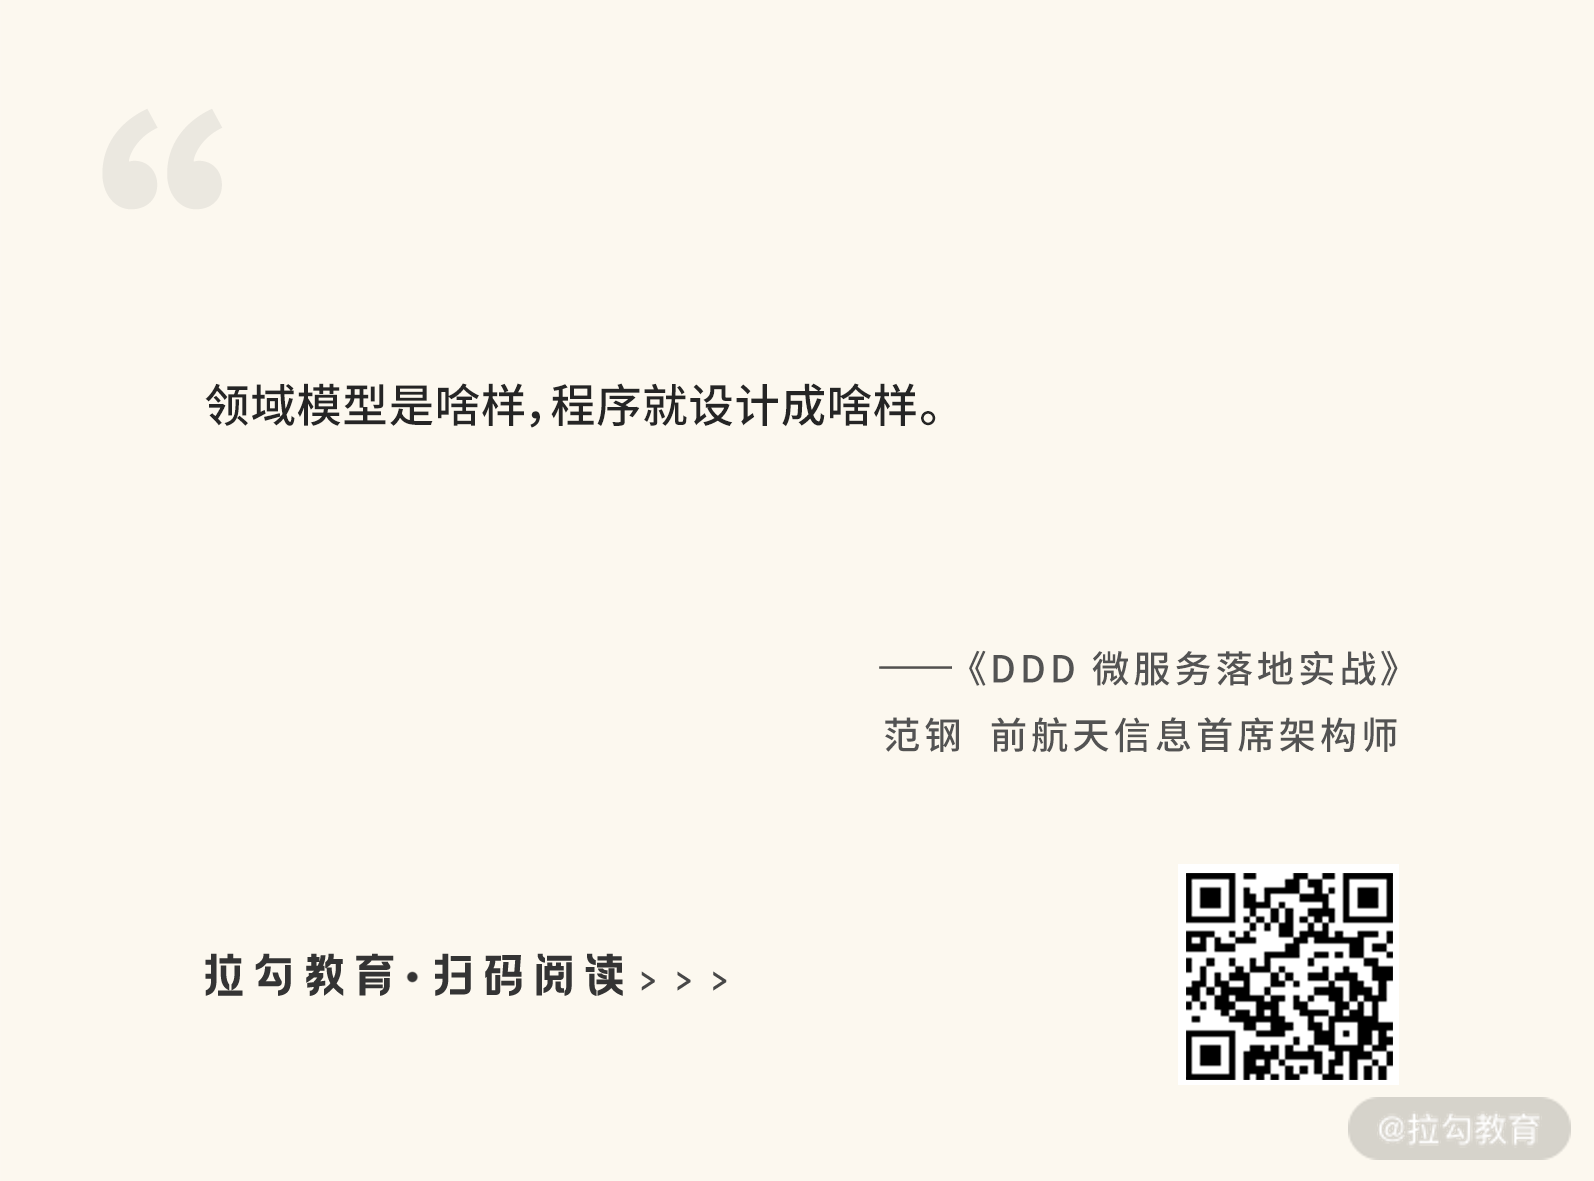 “
领域模型是啥样，程序就设计成啥样。
——《DDD 微服务落地实战》
范钢 前航天信息首席架构师
拉勾教育·扫码阅读> > >
@拉勾教育